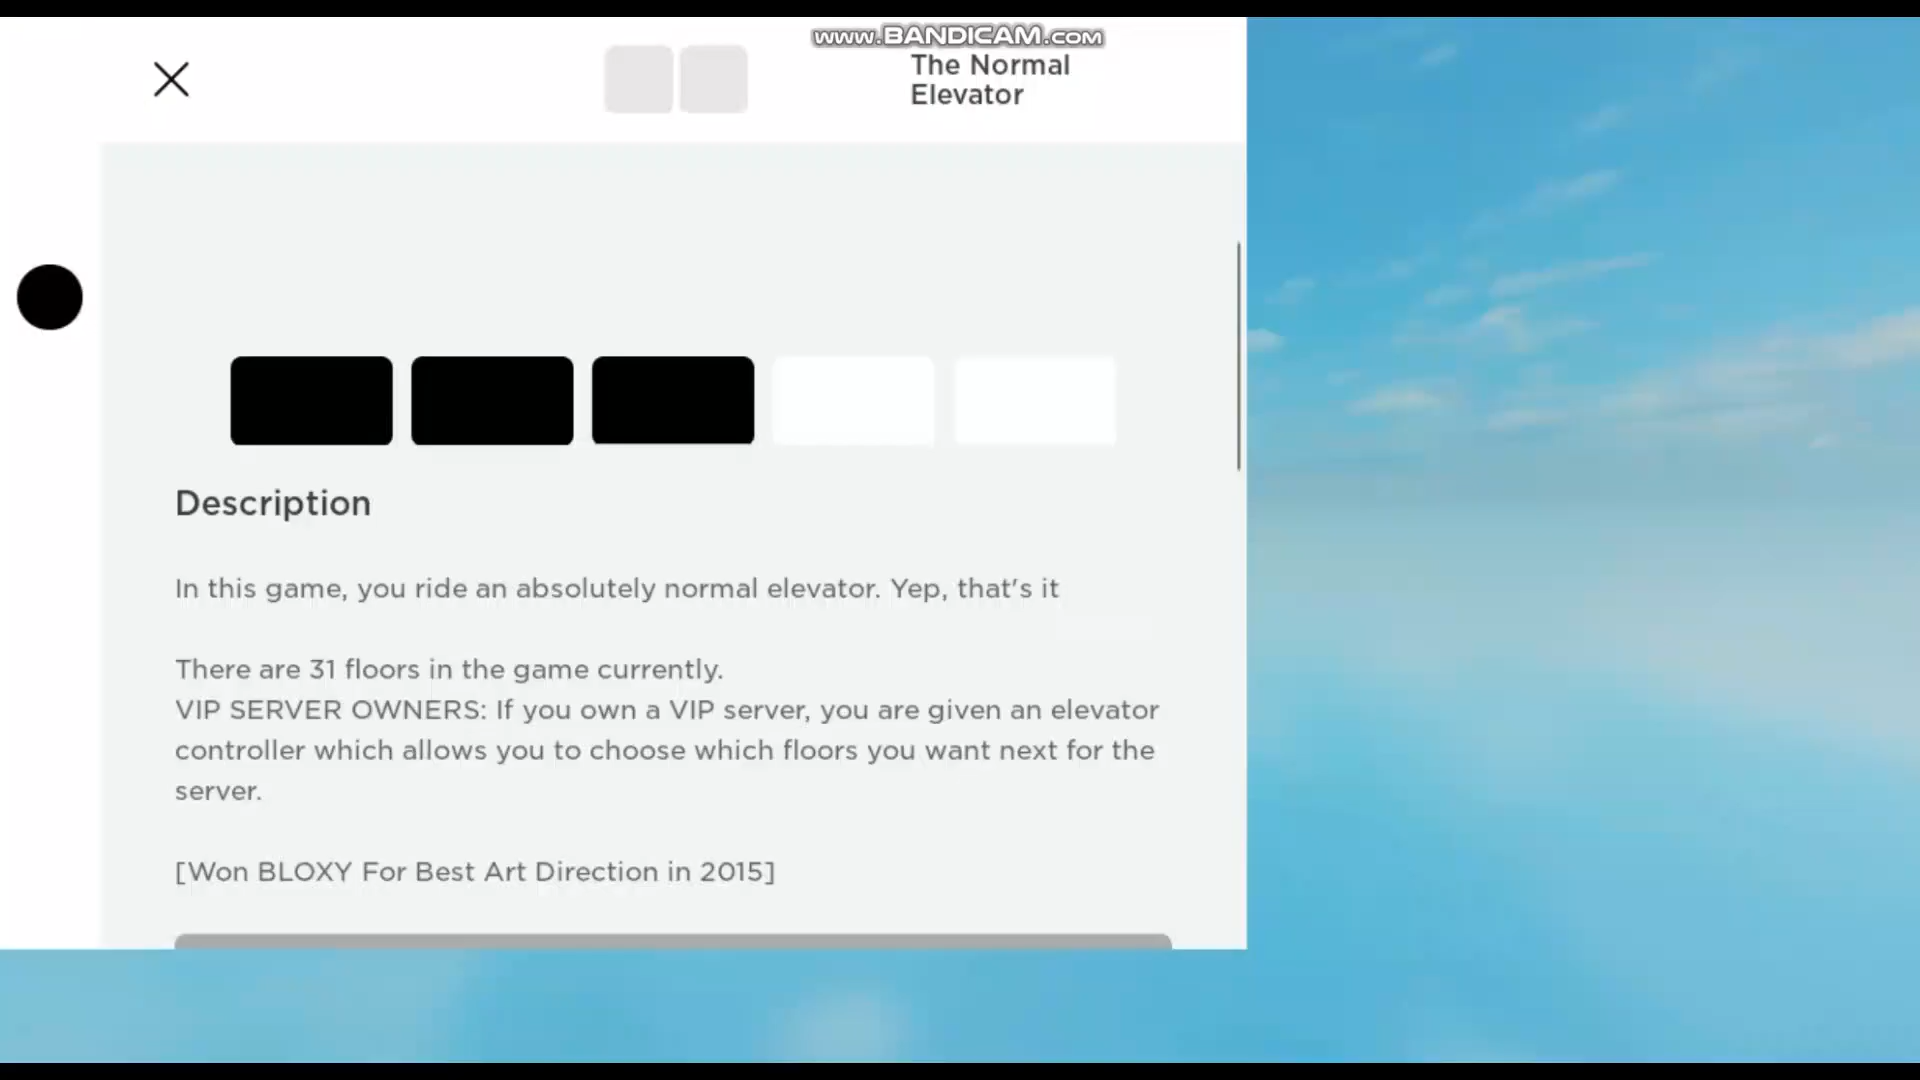 www.BANDICAM.com
The Normal
Elevator
Description
In this game, you ride an absolutely normal elevator. Yep, that's it
There are 31 floors in the game currently.
VIP SERVER OWNERS: If you own a VIP server, you are given an elevator
controller which allows you to choose which floors you want next for the
server.
[Won BLOXY For Best Art Direction in 2015]